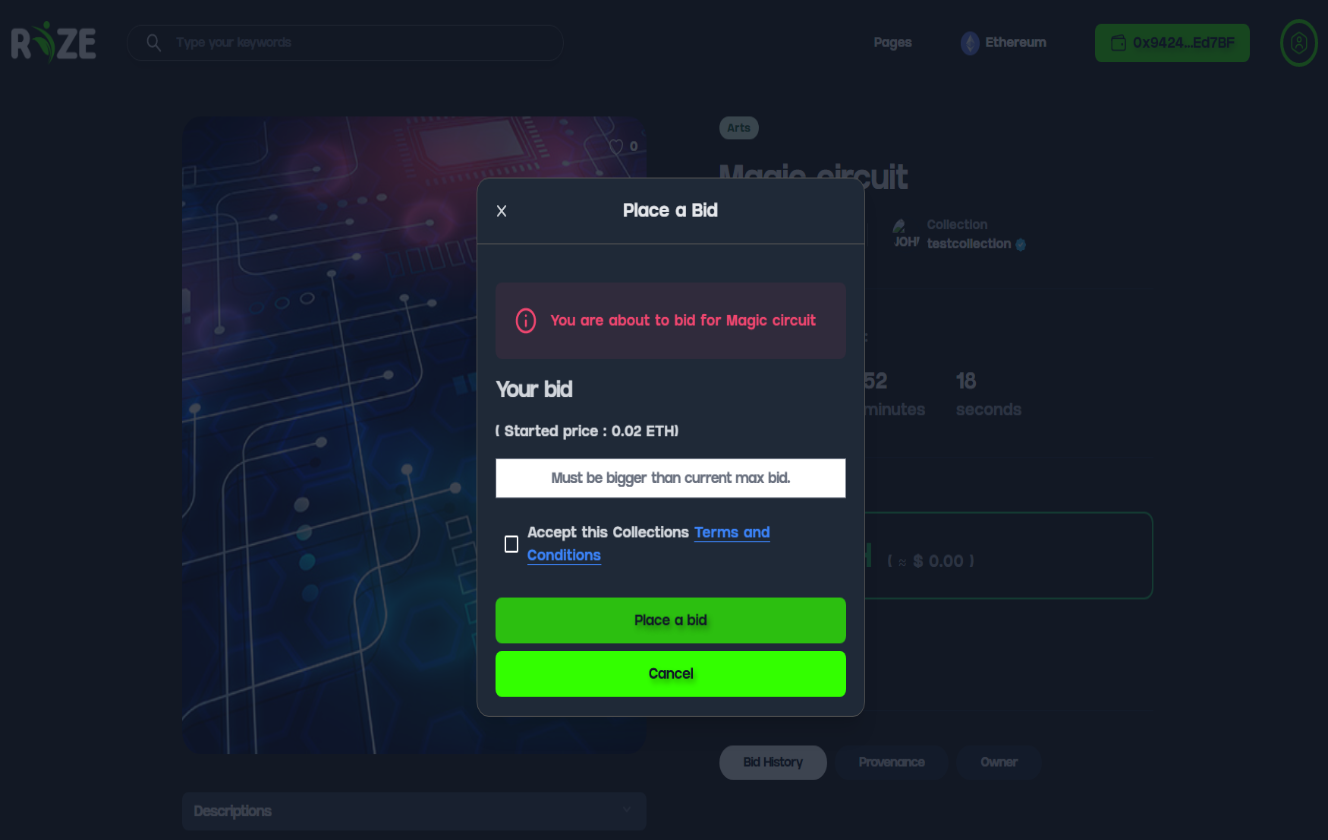 RIZE
Type your keywords
Pages
Ethereum
0x9424...Ed7BF
0
Arts
Magic circuit
Collection
JOH
testcollection
Place a Bid
You are about to bid for Magic circuit
Your bid
52
18
minutes
seconds
( Started price : 0.02 ETH)
Must be bigger than current max bid.
Accept this Collections Terms and
Conditions
( ≈ $ 0.00 )
Place a bid
Cancel
Bid History
Provenance
Owner
Descriptions